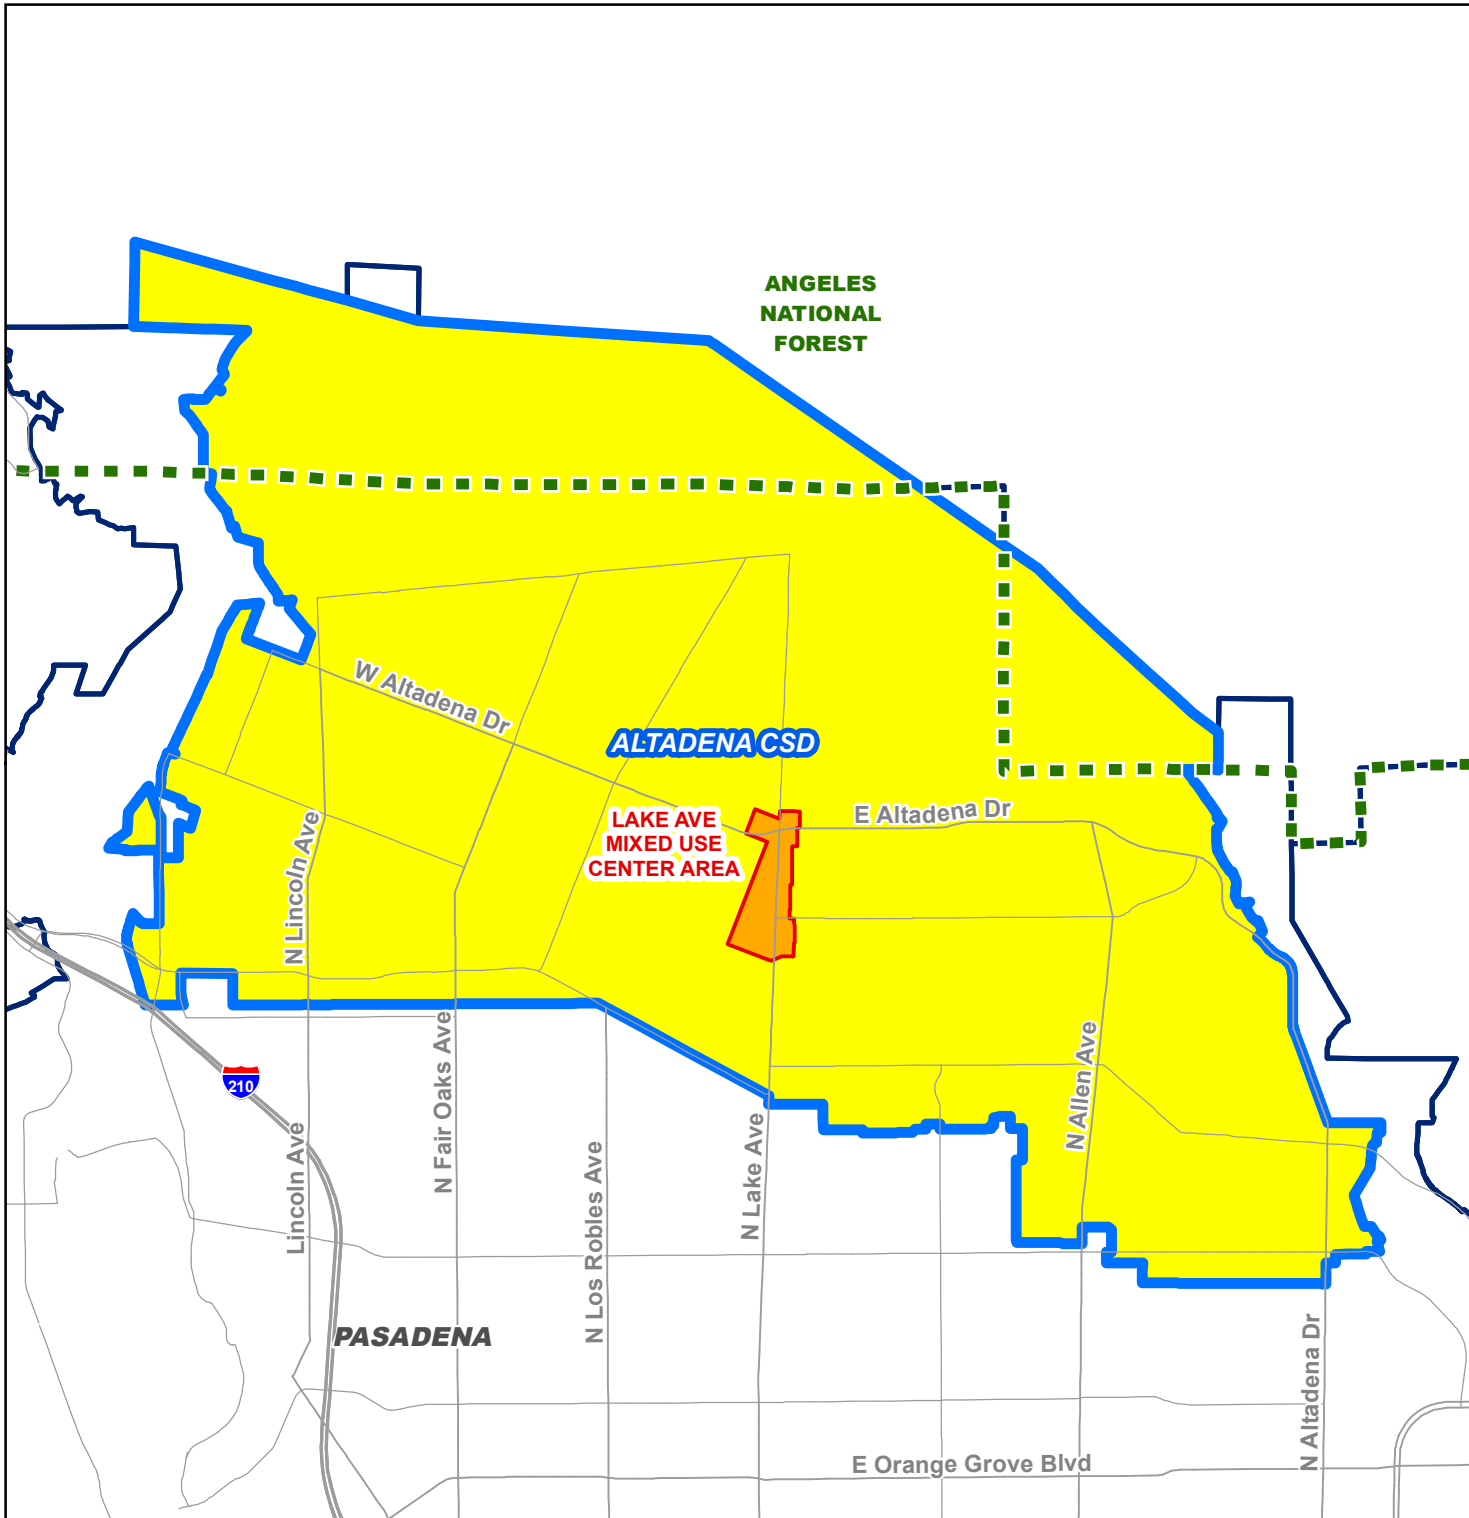 ANGELES
NATIONAL
FOREST
W Altadena Dr
ALTADENA CSD
LAKE AVE
MIXED USE
CENTER AREA
E Altadena Dr
N Lincoln Ave
N Fair Oaks Ave
N Allen Ave
210
Lincoln Ave
N Los Robles Ave
N Lake Ave
PASADENA
N Altadena Dr
E Orange Grove Blvd